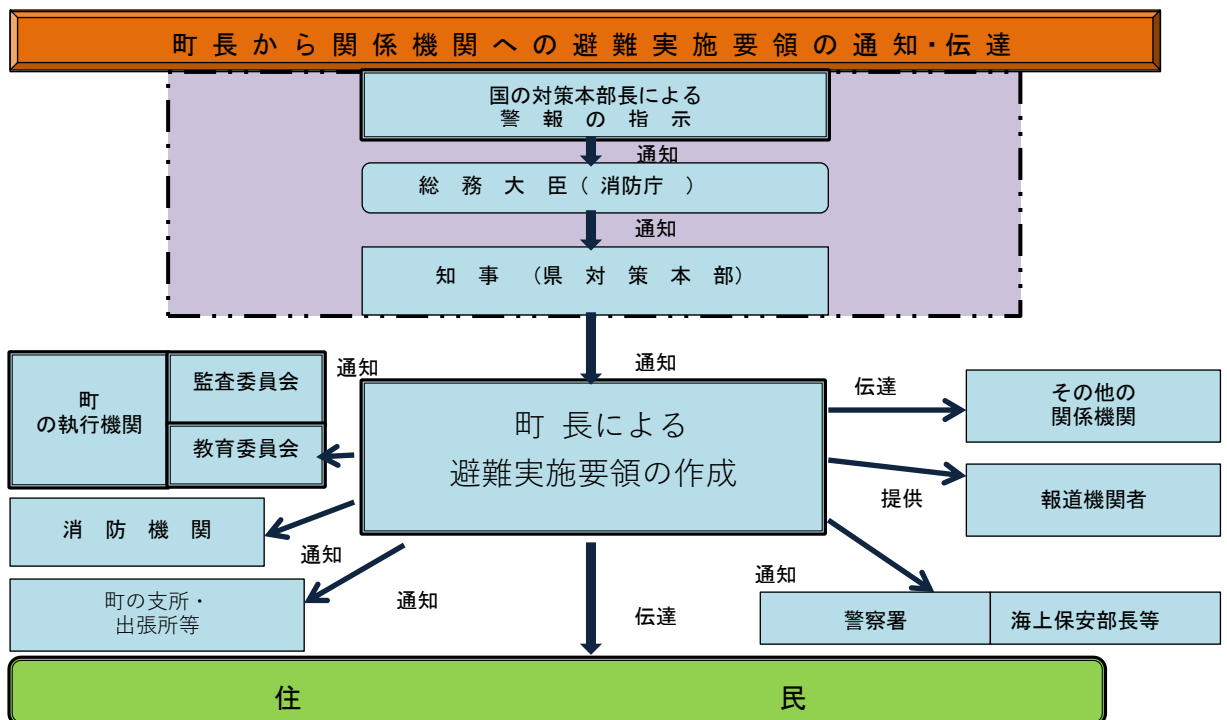 町長から関係機関への避難実施要領の通知・伝達
国の対策本部長による
警報の指示
通知
総務大臣（消防庁）
通知
知事（県対策本部）
通知
町
の執行機関
監査委員会
教育委員会
通知
町長による
避難実施要領の作成
伝達
その他の
関係機関
提供
報道機関者
消防機関
通知
町の支所・
出張所等
通知
伝達
通知
警察署
海上保安部長等
住民